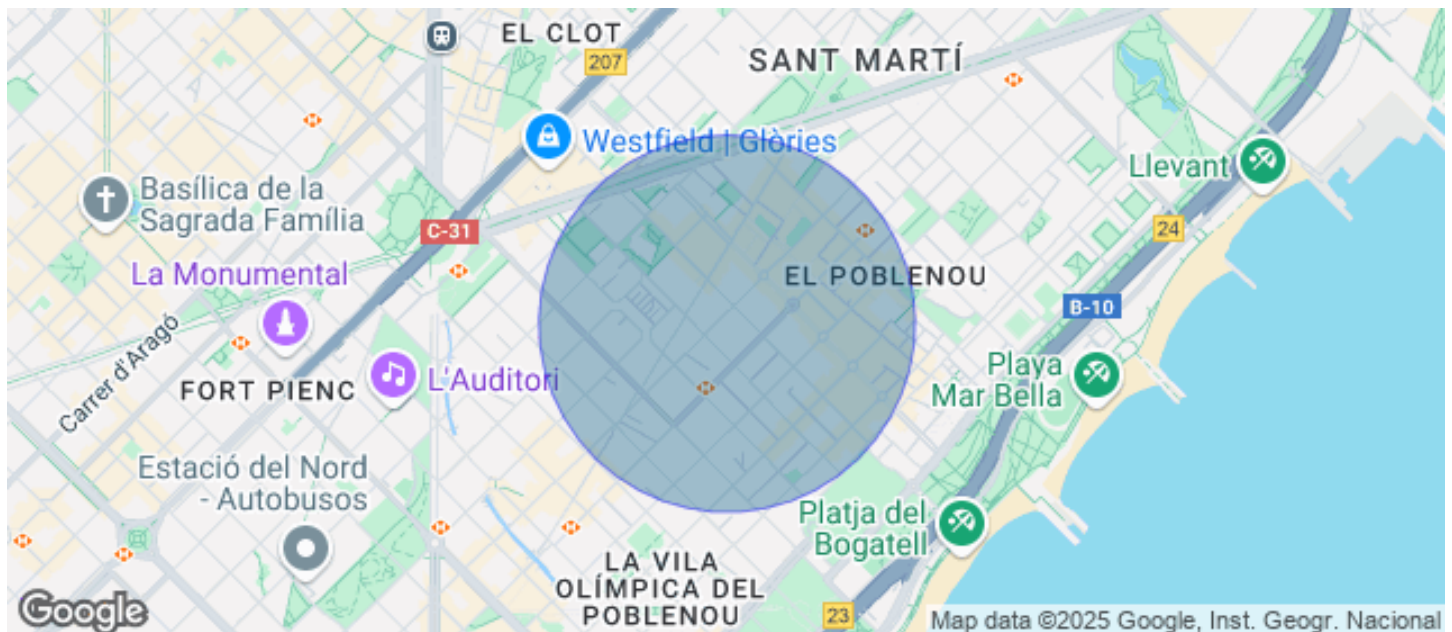 EL CLOT
207
SANT MARTÍ
Westfield | Glòries
Llevant
Basílica de la
Sagrada Família
C-31
24
La Monumental
EL POBLENOU
B-10
Carrer d'Aragó
FORT PIENC
L'Auditori
Playa
Mar Bella
Estació del Nord
- Autobusos
Platja del
Bogatell
LA VILA
OLÍMPICA DEL
POBLENOU
23
Google
Map data ©2025 Google, Inst. Geogr. Nacional